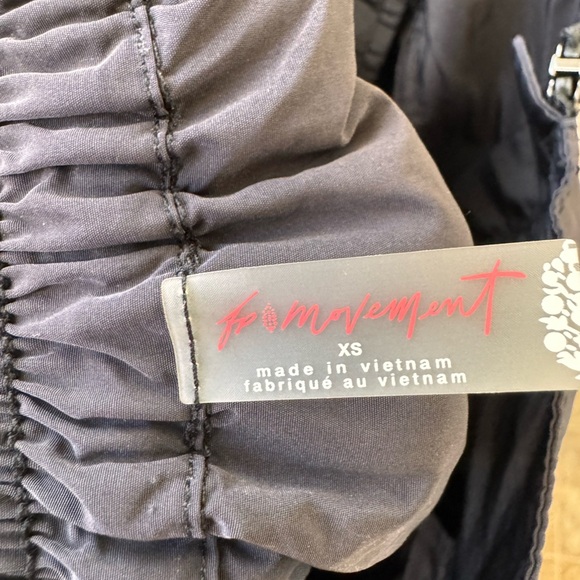 FP movement
XS
made in vietnam
fabriqué au vietnam